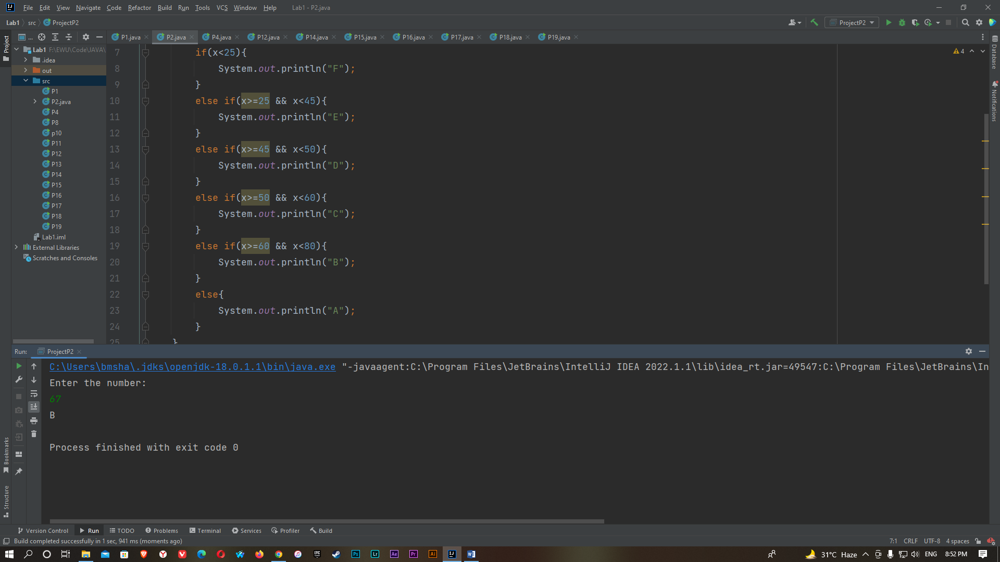 File Edit View Navigate Code Refactor Build Run Tools VCS Window Help Lab1 - P2.java
Lab1 src ProjectP2 ProjectP2
Project ... P1.java P2.java P4.java P12.java P14.java P15.java P16.java P17.java P18.java P19.java
Lab1 F:\EWU\Code\JAVA\
.idea
out
src
P1
P2.java
P4
P8
p10
P11
P12
P13
P14
P15
P16
P17
P18
P19
Lab1.iml
External Libraries
Scratches and Consoles
4
7 if(x<25){
8 System.out.println("F");
9 }
10 else if(x>=25 && x<45){
11 System.out.println("E");
12 }
13 else if(x>=45 && x<50){
14 System.out.println("D");
15 }
16 else if(x>=50 && x<60){
17 System.out.println("C");
18 }
19 else if(x>=60 && x<80){
20 System.out.println("B");
21 }
22 else{
23 System.out.println("A");
24 }
25 }
Database
Notifications
Run: ProjectP2
C:\Users\bmsha\.jdks\openjdk-18.0.1.1\bin\java.exe "-javaagent:C:\Program Files\JetBrains\IntelliJ IDEA 2022.1.1\lib\idea_rt.jar=49547:C:\Program Files\JetBrains\In
Enter the number:
67
B
Process finished with exit code 0
Bookmarks
Structure
Version Control Run TODO Problems Terminal Services Profiler Build
Build completed successfully in 1 sec, 941 ms (moments ago) 7:1 CRLF UTF-8 4 spaces
Ps Lr Ae Pr Ai IJ 31°C Haze ENG 8:52 PM